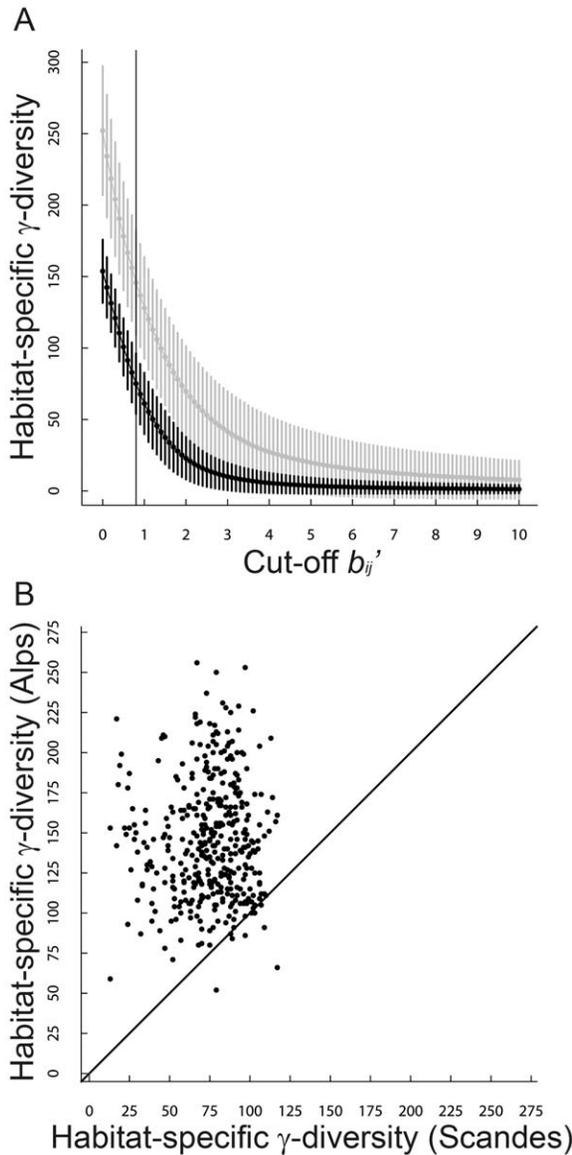 A
Habitat-specific γ-diversity
300
250
200
150
100
50
0
0 1 2 3 4 5 6 7 8 9 10
Cut-off bij’
B
Habitat-specific γ-diversity (Alps)
275
250
225
200
175
150
125
100
75
50
25
0
0 25 50 75 100 125 150 175 200 225 250 275
Habitat-specific γ-diversity (Scandes)